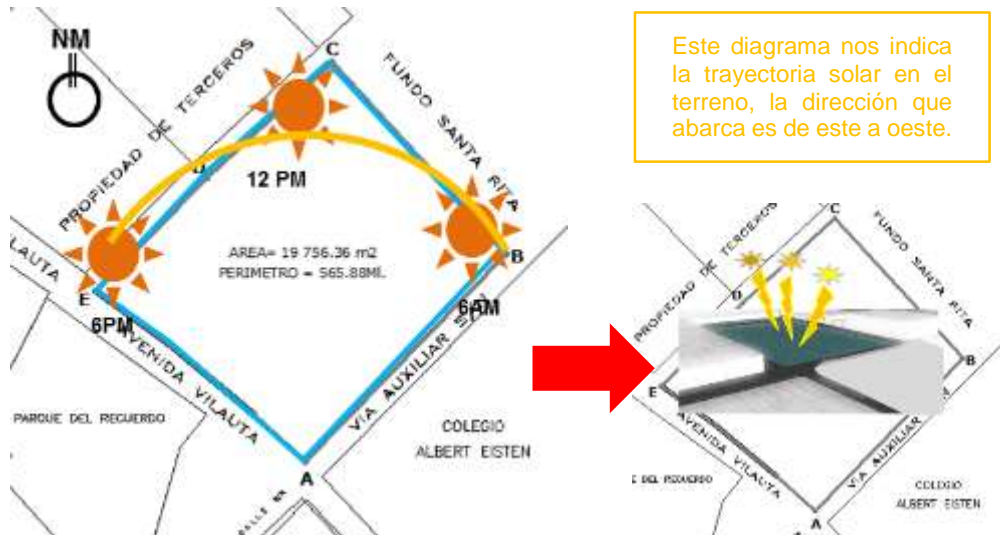 NM
C
PROPIEDAD DE TERCEROS
FUNDO SANTA RITA
D
12 PM
AREA= 19 756.36 m2
PERIMETRO = 565.88Ml.
B
E
6PM
6AM
LAUTA
AVENIDA VILAUTA
VIA AUXILIAR
PARQUE DEL RECUERDO
COLEGIO
ALBERT EISTEN
A
CALLE
Este diagrama nos indica
la trayectoria solar en el
terreno, la dirección que
abarca es de este a oeste.
C
PROPIEDAD DE TERCEROS
FUNDO SANTA RITA
D
B
E
AVENIDA VILAUTA
VIA AUXILIAR
E DEL RECUERDO
COLEGIO
ALBERT EISTEN
A